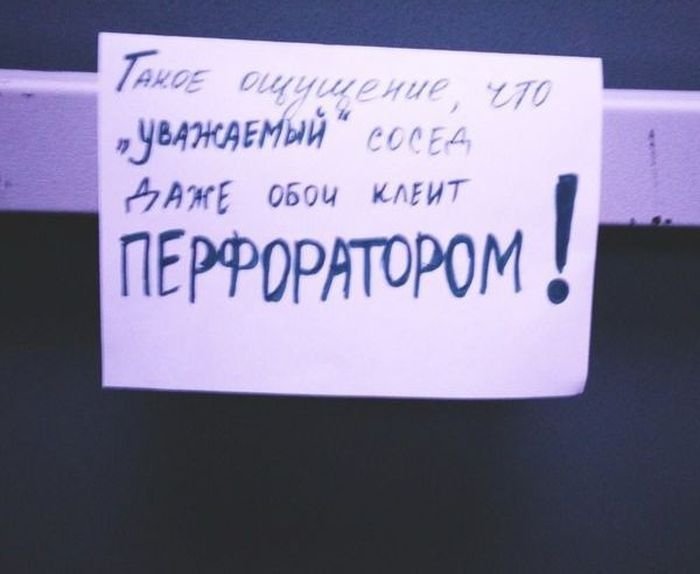 Такое ощущение, что
„УВАЖАЕМЫЙ“ СОСЕД
ДАЖЕ ОБОИ КЛЕИТ
ПЕРФОРАТОРОМ!